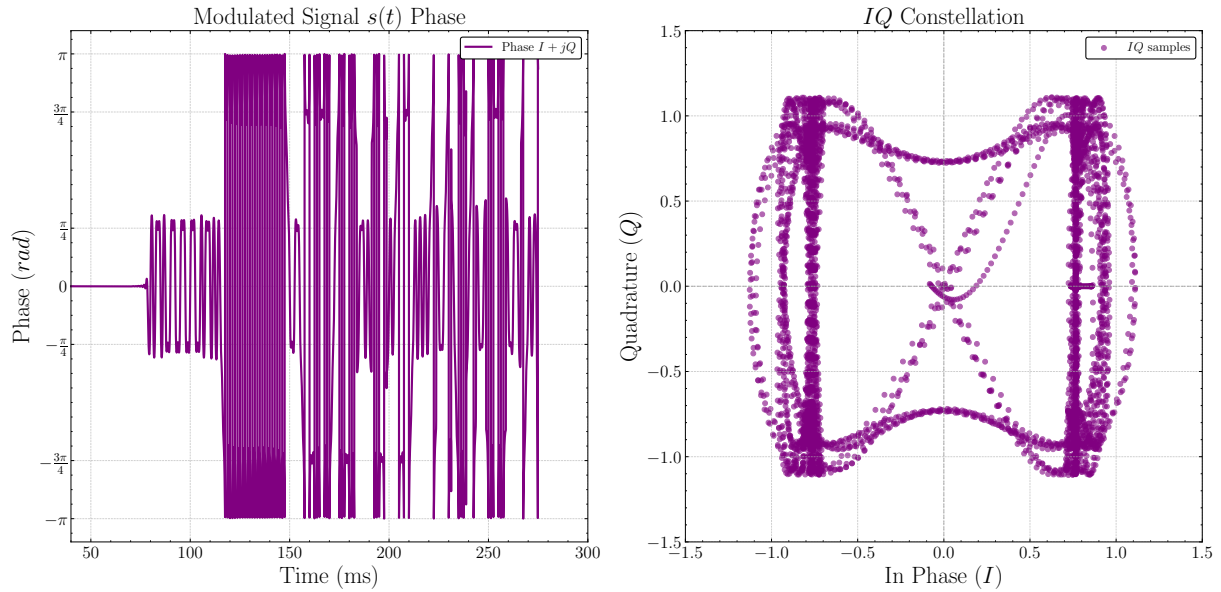 Modulated Signal s(t) Phase
Phase I + jQ
π
3π/4
π/4
0
−π/4
−3π/4
−π
Phase (rad)
50 100 150 200 250 300
Time (ms)
IQ Constellation
IQ samples
1.5
1.0
0.5
0.0
−0.5
−1.0
−1.5
Quadrature (Q)
−1.5 −1.0 −0.5 0.0 0.5 1.0 1.5
In Phase (I)